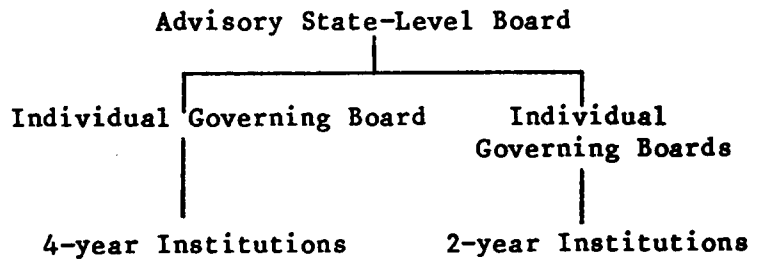 Advisory State-Level Board
Individual Governing Board
Individual
Governing Boards
4-year Institutions
2-year Institutions